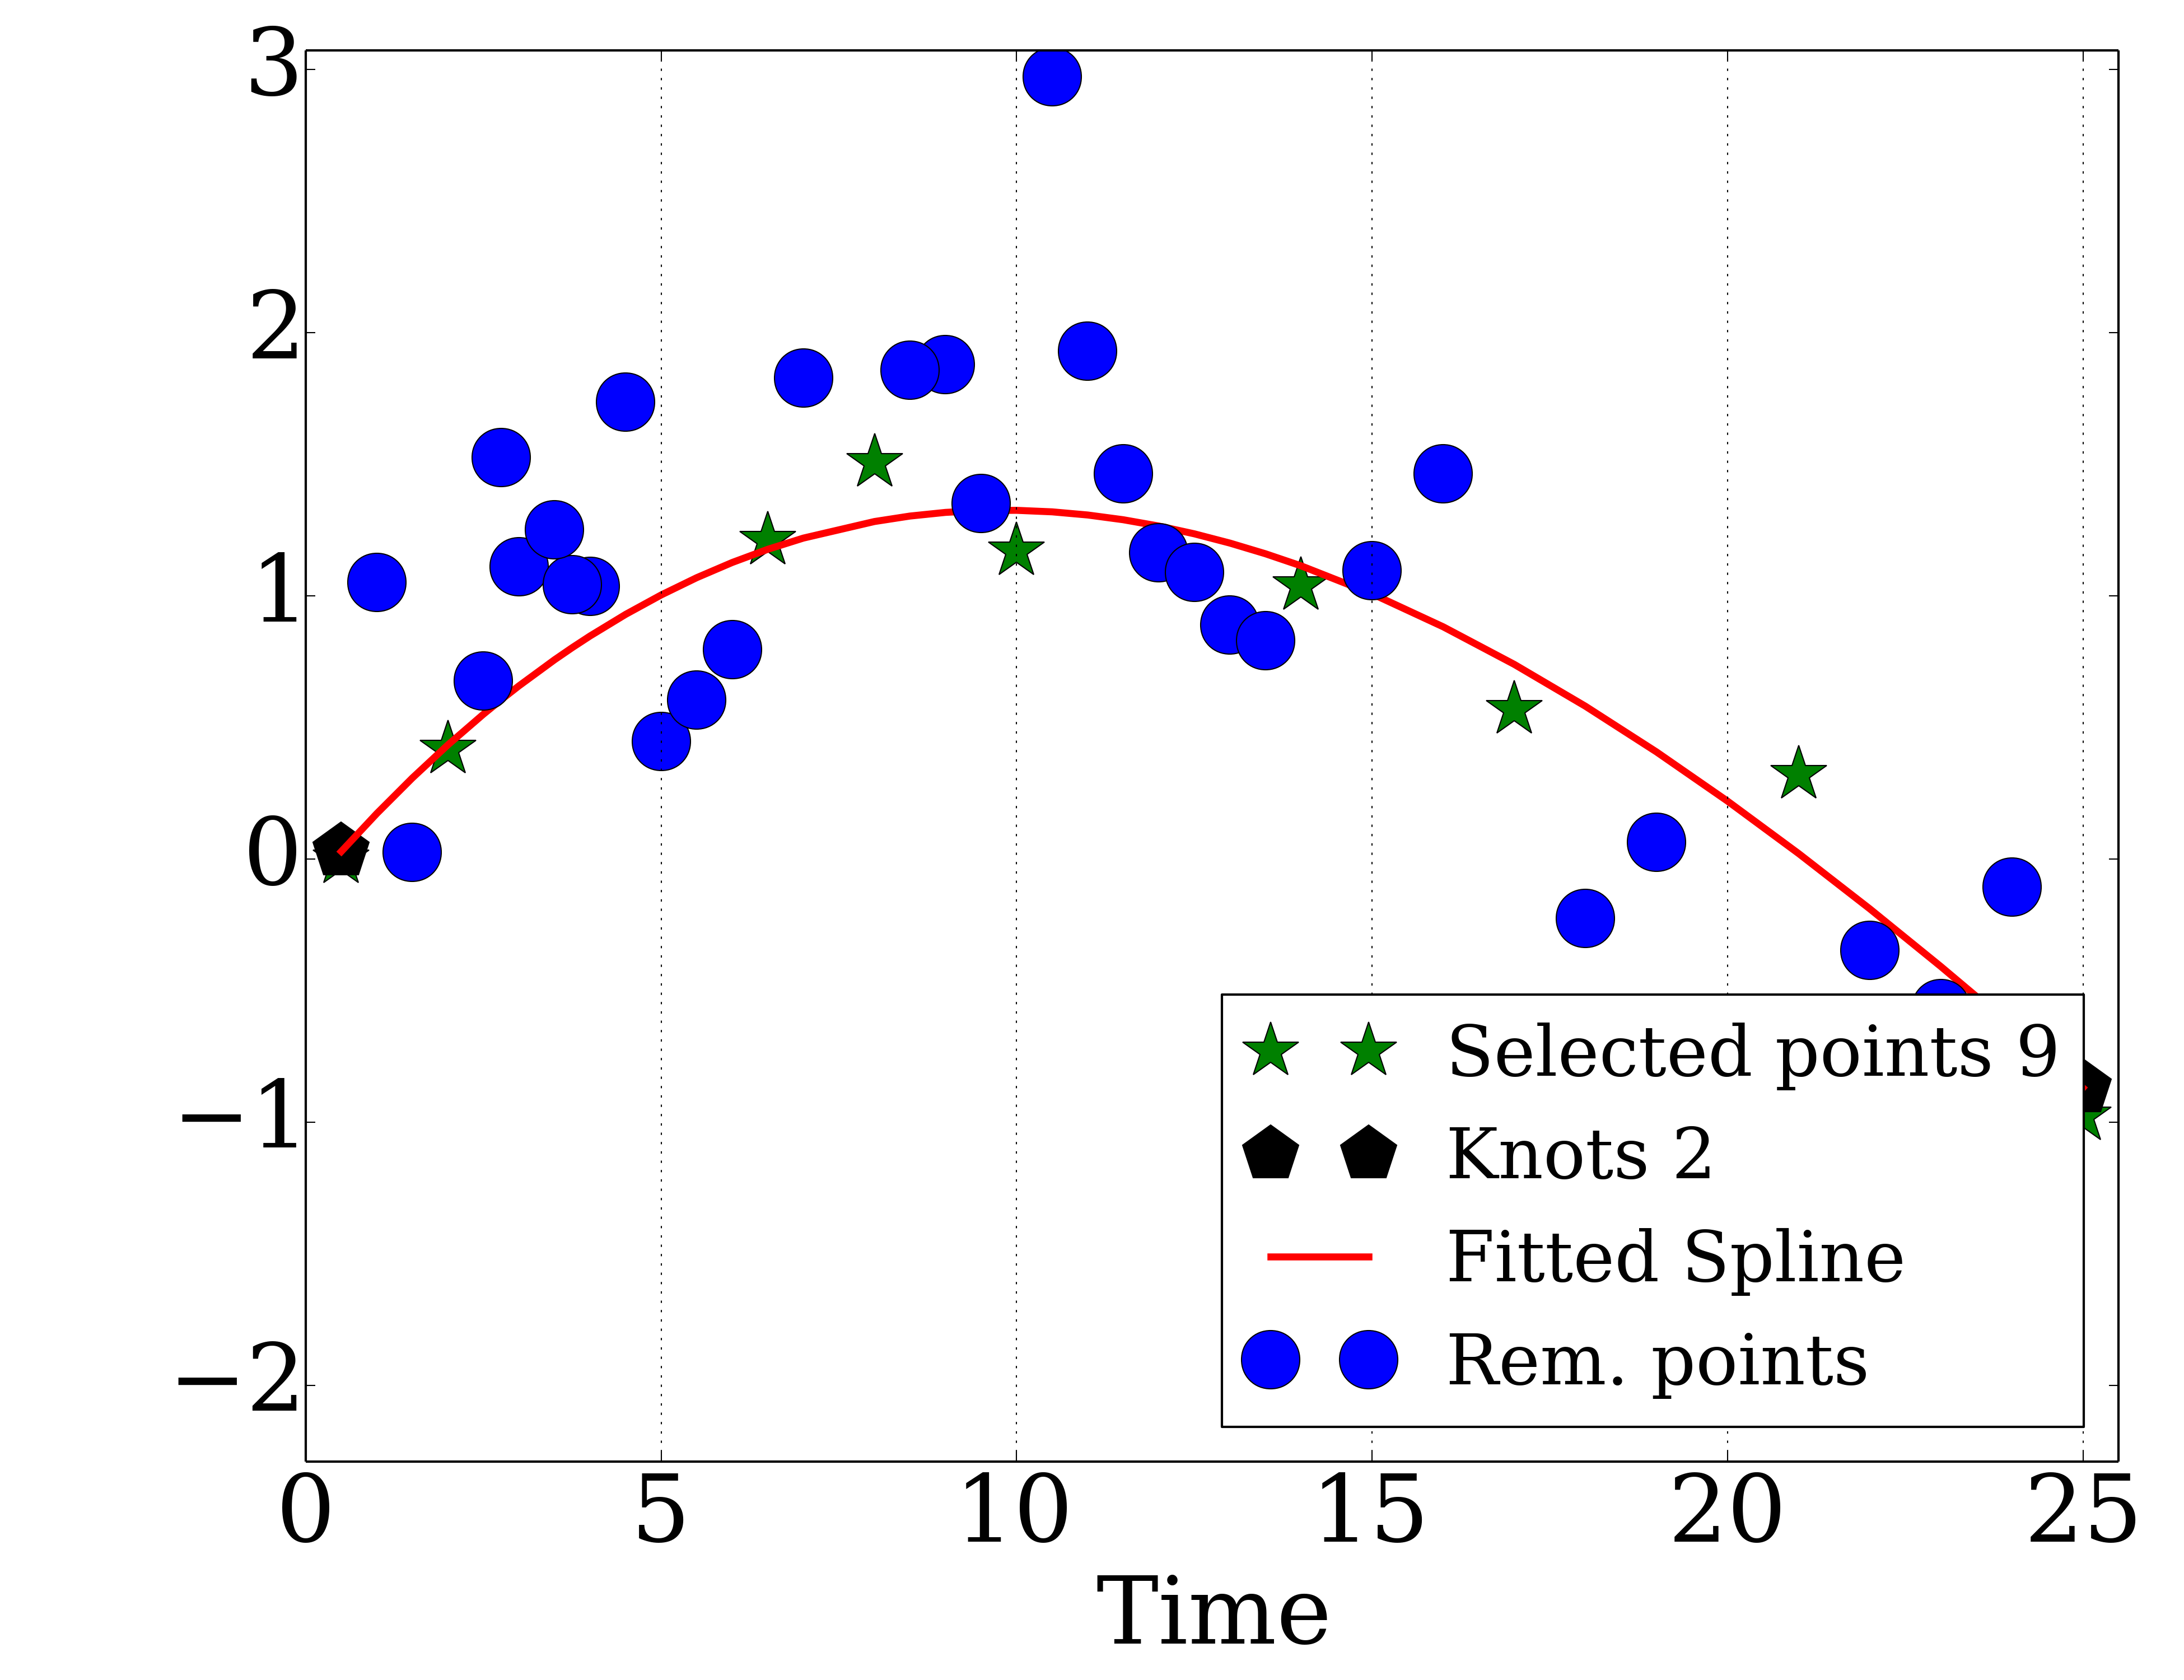 3
2
1
0
−1
−2
Selected points 9
Knots 2
Fitted Spline
Rem. points
0 5 10 15 20 25
Time